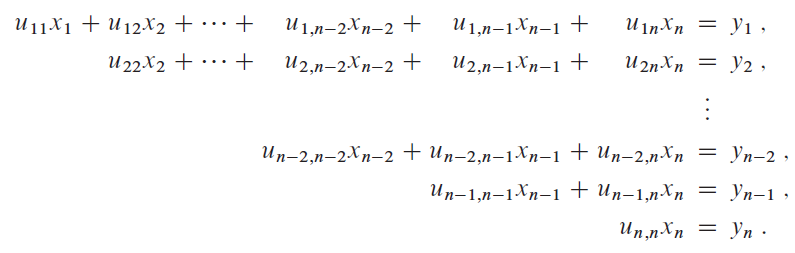 u₁₁x₁ + u₁₂x₂ + ⋯ + u₁,ₙ₋₂xₙ₋₂ + u₁,ₙ₋₁xₙ₋₁ + u₁ₙxₙ = y₁ ,
u₂₂x₂ + ⋯ + u₂,ₙ₋₂xₙ₋₂ + u₂,ₙ₋₁xₙ₋₁ + u₂ₙxₙ = y₂ ,
⋮
uₙ₋₂,ₙ₋₂xₙ₋₂ + uₙ₋₂,ₙ₋₁xₙ₋₁ + uₙ₋₂,ₙxₙ = yₙ₋₂ ,
uₙ₋₁,ₙ₋₁xₙ₋₁ + uₙ₋₁,ₙxₙ = yₙ₋₁ ,
uₙ,ₙxₙ = yₙ .